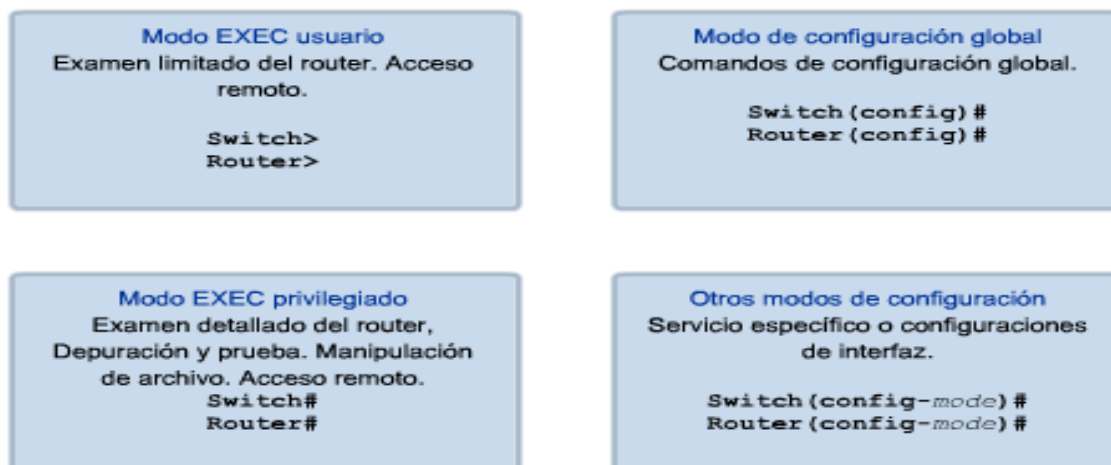 Modo EXEC usuario
Examen limitado del router. Acceso
remoto.
Switch>
Router>
Modo de configuración global
Comandos de configuración global.
Switch(config)#
Router(config)#
Modo EXEC privilegiado
Examen detallado del router,
Depuración y prueba. Manipulación
de archivo. Acceso remoto.
Switch#
Router#
Otros modos de configuración
Servicio específico o configuraciones
de interfaz.
Switch(config-mode)#
Router(config-mode)#